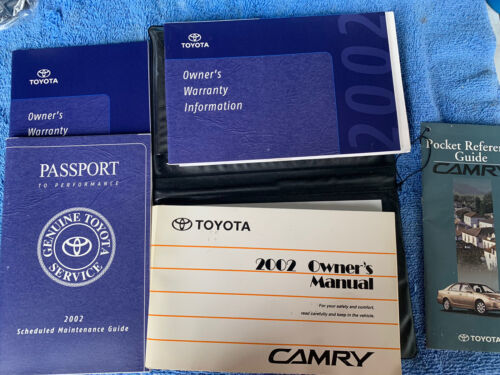 TOYOTA
Owner's
Warranty
PASSPORT
TO PERFORMANCE
GENUINE TOYOTA
SERVICE
2002
Scheduled Maintenance Guide
TOYOTA
Owner's
Warranty
Information
2002
TOYOTA
2002 Owner's
Manual
For your safety and comfort,
read carefully and keep in the vehicle.
CAMRY
Pocket Referen
Guide
CAMRY
TOYOTA